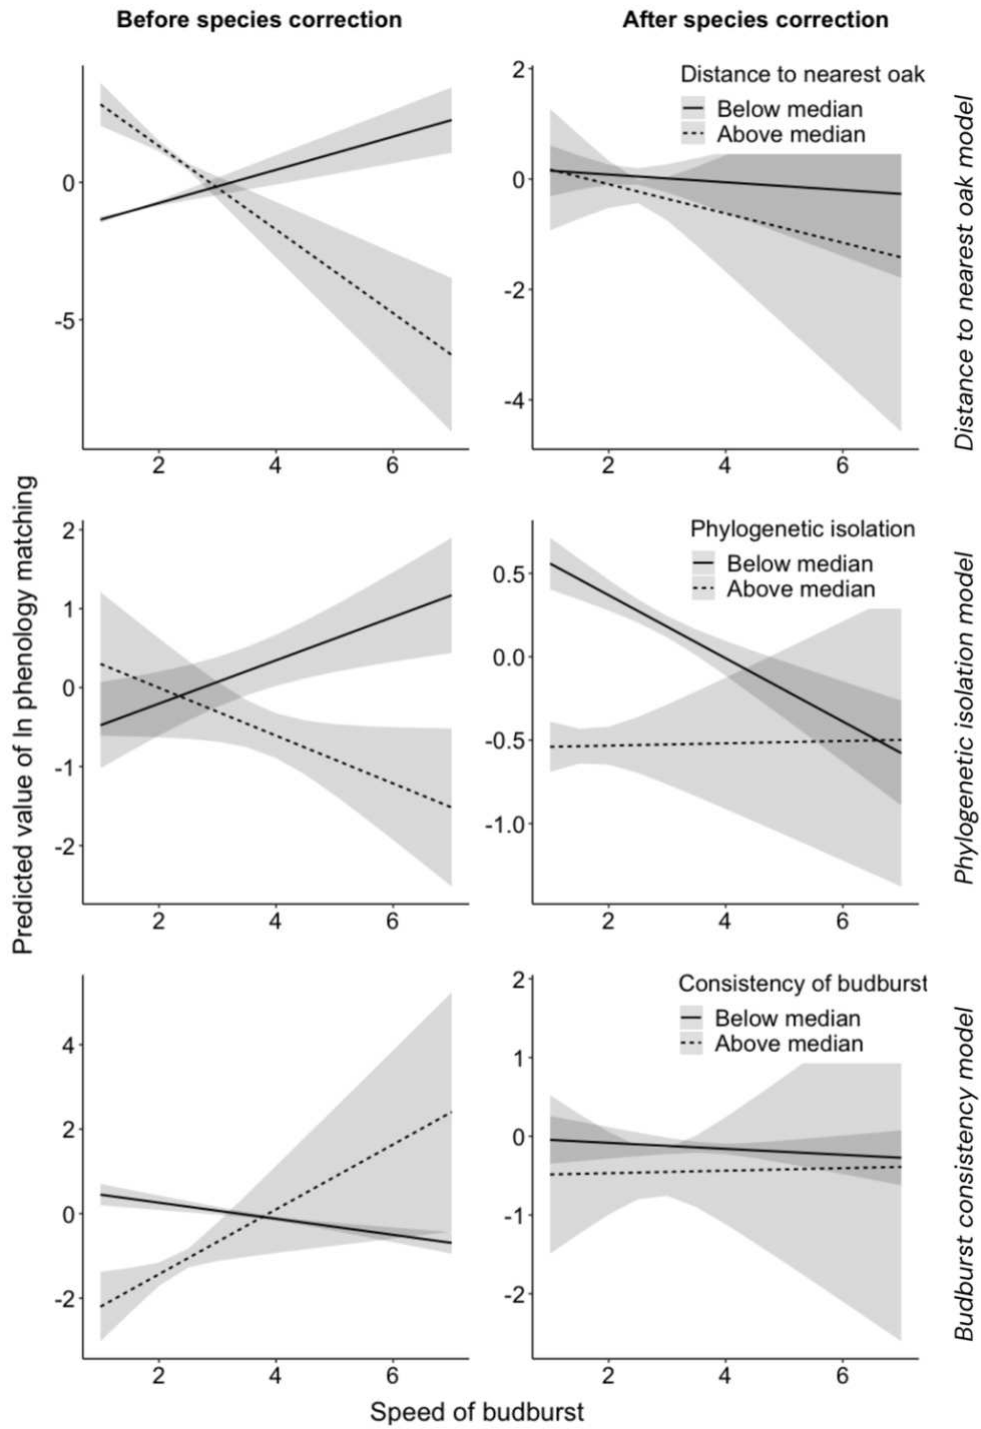 Before species correction
After species correction
0
-5
2
4
6
2
0
-2
-4
2
4
6
Distance to nearest oak
Below median
Above median
Distance to nearest oak model
Predicted value of ln phenology matching
2
1
0
-1
-2
2
4
6
0.5
0.0
-0.5
-1.0
2
4
6
Phylogenetic isolation
Below median
Above median
Phylogenetic isolation model
4
2
0
-2
2
4
6
2
1
0
-1
-2
2
4
6
Consistency of budburst
Below median
Above median
Budburst consistency model
Speed of budburst